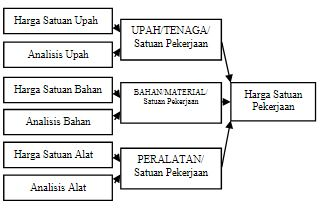 Harga Satuan Upah
Analisis Upah
UPAH/TENAGA/
Satuan Pekerjaan
Harga Satuan Bahan
Analisis Bahan
BAHAN/MATERIAL/
Satuan Pekerjaan
Harga Satuan Alat
Analisis Alat
PERALATAN/
Satuan Pekerjaan
Harga Satuan
Pekerjaan